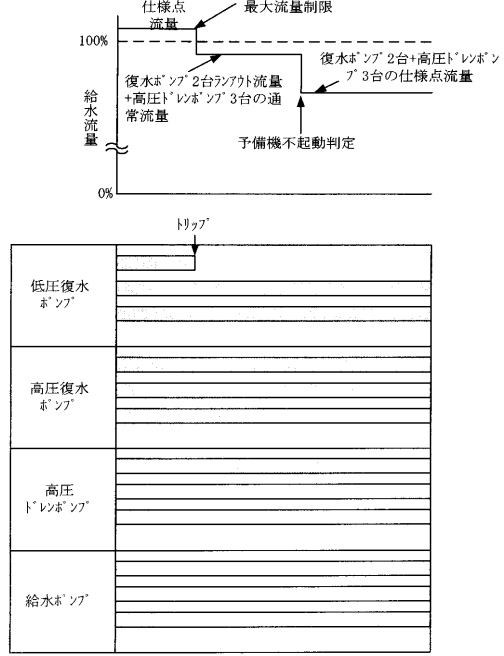 仕様点
流量
最大流量制限
100%
復水ﾎﾟﾝﾌﾟ2台+高圧ﾄﾞﾚﾝﾎﾟﾝ
ﾌﾟ3台の仕様点流量
復水ﾎﾟﾝﾌﾟ2台ﾗﾝｱｳﾄ流量
+高圧ﾄﾞﾚﾝﾎﾟﾝﾌﾟ3台の通
常流量
給水流量
予備機不起動判定
0%
ﾄﾘｯﾌﾟ
低圧復水
ﾎﾟﾝﾌﾟ
高圧復水
ﾎﾟﾝﾌﾟ
高圧
ﾄﾞﾚﾝﾎﾟﾝﾌﾟ
給水ﾎﾟﾝﾌﾟ